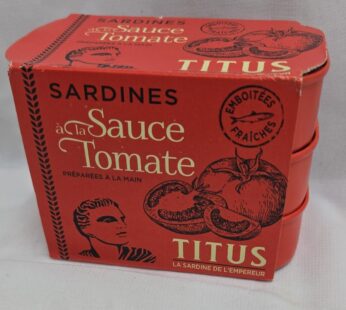 SARDINES
à la Sauce
Tomate
TITUS
SARDINES
à la Sauce
Tomate
PRÉPARÉES À LA MAIN
EMBOITÉES
FRAÎCHES
TITUS
LA SARDINE DE L'EMPEREUR